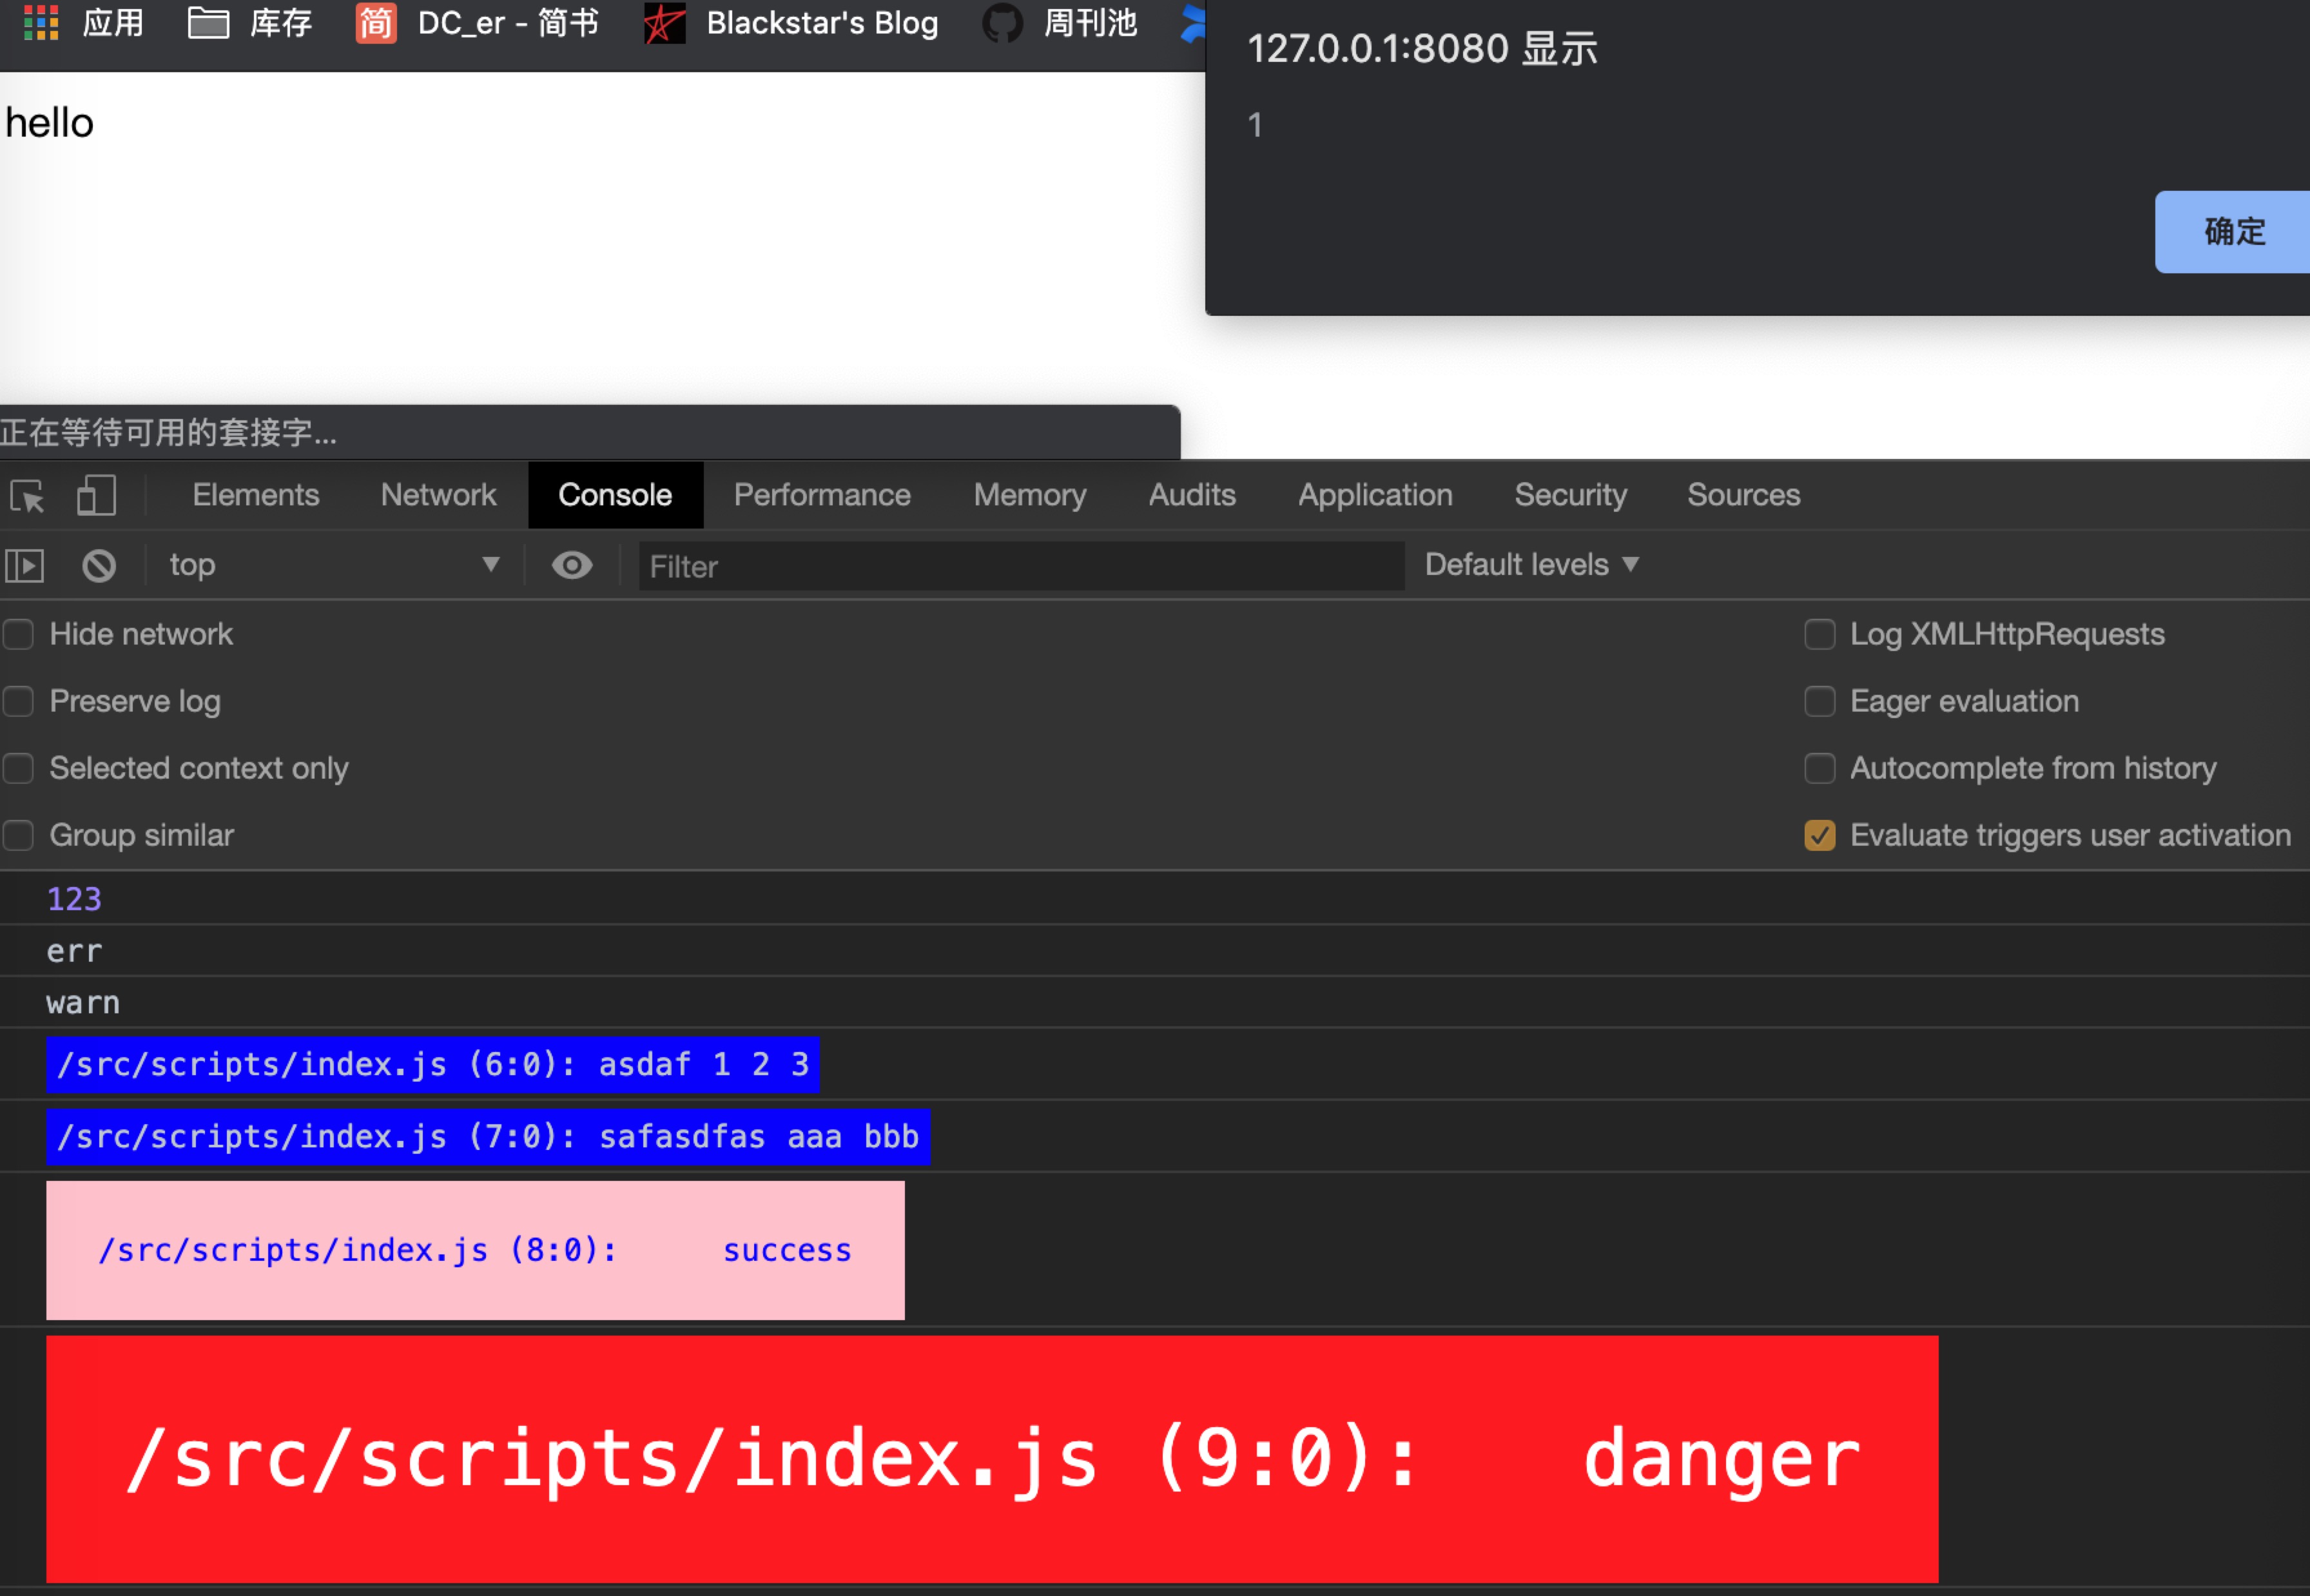 应用 库存 简 DC_er - 简书 Blackstar's Blog 周刊池
127.0.0.1:8080 显示
1
确定
hello
正在等待可用的套接字...
Elements Network Console Performance Memory Audits Application Security Sources
top Filter Default levels
Hide network Log XMLHttpRequests
Preserve log Eager evaluation
Selected context only Autocomplete from history
Group similar Evaluate triggers user activation
123
err
warn
/src/scripts/index.js (6:0): asdaf 1 2 3
/src/scripts/index.js (7:0): safasdfas aaa bbb
/src/scripts/index.js (8:0): success
/src/scripts/index.js (9:0): danger